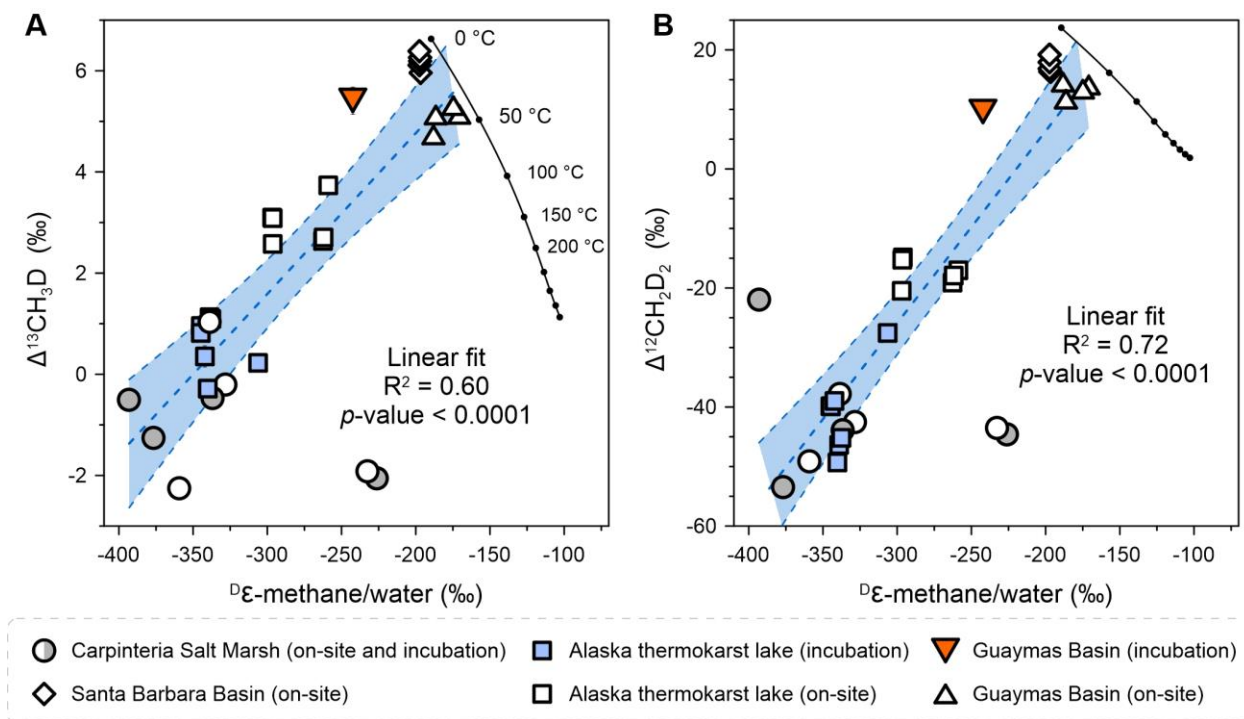 A
6
4
2
0
-2
Δ¹³CH₃D (‰)
0 °C
50 °C
100 °C
150 °C
200 °C
Linear fit
R² = 0.60
p-value < 0.0001
-400 -350 -300 -250 -200 -150 -100
ᴰε-methane/water (‰)
B
20
0
-20
-40
-60
Δ¹²CH₂D₂ (‰)
Linear fit
R² = 0.72
p-value < 0.0001
-400 -350 -300 -250 -200 -150 -100
ᴰε-methane/water (‰)
Carpinteria Salt Marsh (on-site and incubation) Alaska thermokarst lake (incubation) Guaymas Basin (incubation)
Santa Barbara Basin (on-site) Alaska thermokarst lake (on-site) Guaymas Basin (on-site)